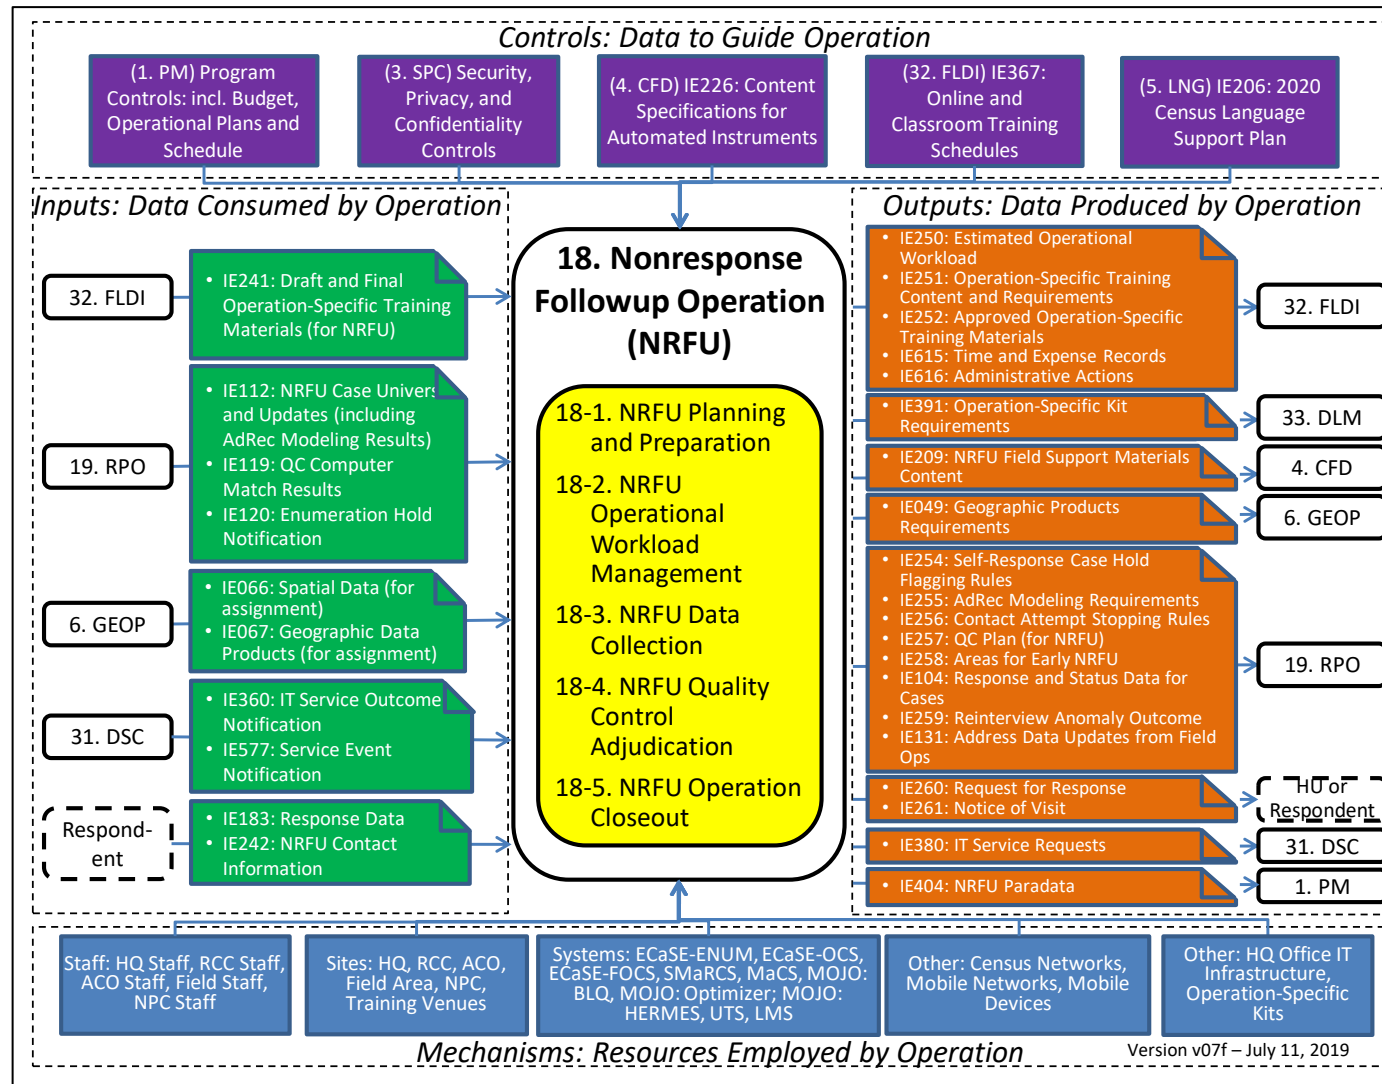 Controls: Data to Guide Operation
(1. PM) Program
Controls: incl. Budget,
Operational Plans and
Schedule
(3. SPC) Security,
Privacy, and
Confidentiality
Controls
(4. CFD) IE226: Content
Specifications for
Automated Instruments
(32. FLDI) IE367:
Online and
Classroom Training
Schedules
(5. LNG) IE206: 2020
Census Language
Support Plan
Inputs: Data Consumed by Operation
32. FLDI
• IE241: Draft and Final
Operation-Specific Training
Materials (for NRFU)
19. RPO
• IE112: NRFU Case Univers
and Updates (including
AdRec Modeling Results)
• IE119: QC Computer
Match Results
• IE120: Enumeration Hold
Notification
6. GEOP
• IE066: Spatial Data (for
assignment)
• IE067: Geographic Data
Products (for assignment)
31. DSC
• IE360: IT Service Outcome
Notification
• IE577: Service Event
Notification
Respond-
ent
• IE183: Response Data
• IE242: NRFU Contact
Information
18. Nonresponse
Followup Operation
(NRFU)
18-1. NRFU Planning
and Preparation
18-2. NRFU
Operational
Workload
Management
18-3. NRFU Data
Collection
18-4. NRFU Quality
Control
Adjudication
18-5. NRFU Operation
Closeout
Outputs: Data Produced by Operation
• IE250: Estimated Operational
Workload
• IE251: Operation-Specific Training
Content and Requirements
• IE252: Approved Operation-Specific
Training Materials
• IE615: Time and Expense Records
• IE616: Administrative Actions
32. FLDI
• IE391: Operation-Specific Kit
Requirements
33. DLM
• IE209: NRFU Field Support Materials
Content
4. CFD
• IE049: Geographic Products
Requirements
6. GEOP
• IE254: Self-Response Case Hold
Flagging Rules
• IE255: AdRec Modeling Requirements
• IE256: Contact Attempt Stopping Rules
• IE257: QC Plan (for NRFU)
• IE258: Areas for Early NRFU
• IE104: Response and Status Data for
Cases
• IE259: Reinterview Anomaly Outcome
• IE131: Address Data Updates from Field
Ops
19. RPO
• IE260: Request for Response
• IE261: Notice of Visit
HU or
Respondent
• IE380: IT Service Requests
31. DSC
• IE404: NRFU Paradata
1. PM
Staff: HQ Staff, RCC Staff,
ACO Staff, Field Staff,
NPC Staff
Sites: HQ, RCC, ACO,
Field Area, NPC,
Training Venues
Systems: ECaSE-ENUM, ECaSE-OCS,
ECaSE-FOCS, SMaRCS, MaCS, MOJO:
BLQ, MOJO: Optimizer; MOJO:
HERMES, UTS, LMS
Other: Census Networks,
Mobile Networks, Mobile
Devices
Other: HQ Office IT
Infrastructure,
Operation-Specific
Kits
Mechanisms: Resources Employed by Operation
Version v07f – July 11, 2019